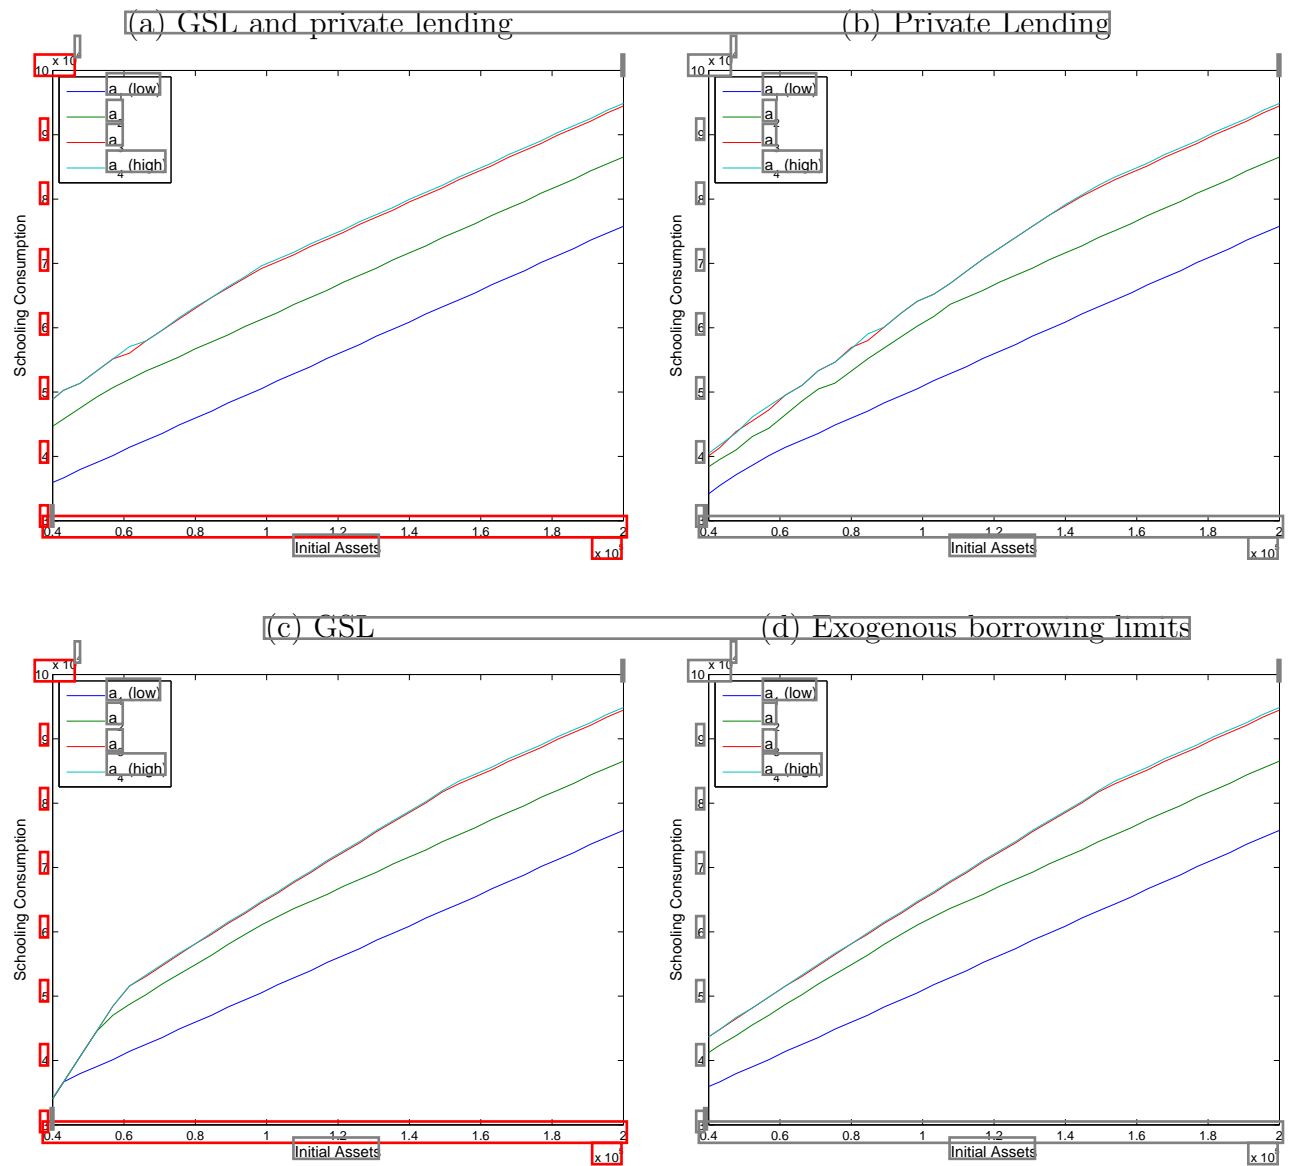 (a) GSL and private lending
(b) Private Lending
x 10
10
9
8
7
6
5
4
3
a1 (low)
a2
a3
a4 (high)
Schooling Consumption
0.4 0.6 0.8 1 1.2 1.4 1.6 1.8 2
Initial Assets
x 10
x 10
10
9
8
7
6
5
4
3
a1 (low)
a2
a3
a4 (high)
Schooling Consumption
0.4 0.6 0.8 1 1.2 1.4 1.6 1.8 2
Initial Assets
x 10
(c) GSL
(d) Exogenous borrowing limits
x 10
10
9
8
7
6
5
4
3
a1 (low)
a2
a3
a4 (high)
Schooling Consumption
0.4 0.6 0.8 1 1.2 1.4 1.6 1.8 2
Initial Assets
x 10
x 10
10
9
8
7
6
5
4
3
a1 (low)
a2
a3
a4 (high)
Schooling Consumption
0.4 0.6 0.8 1 1.2 1.4 1.6 1.8 2
Initial Assets
x 10